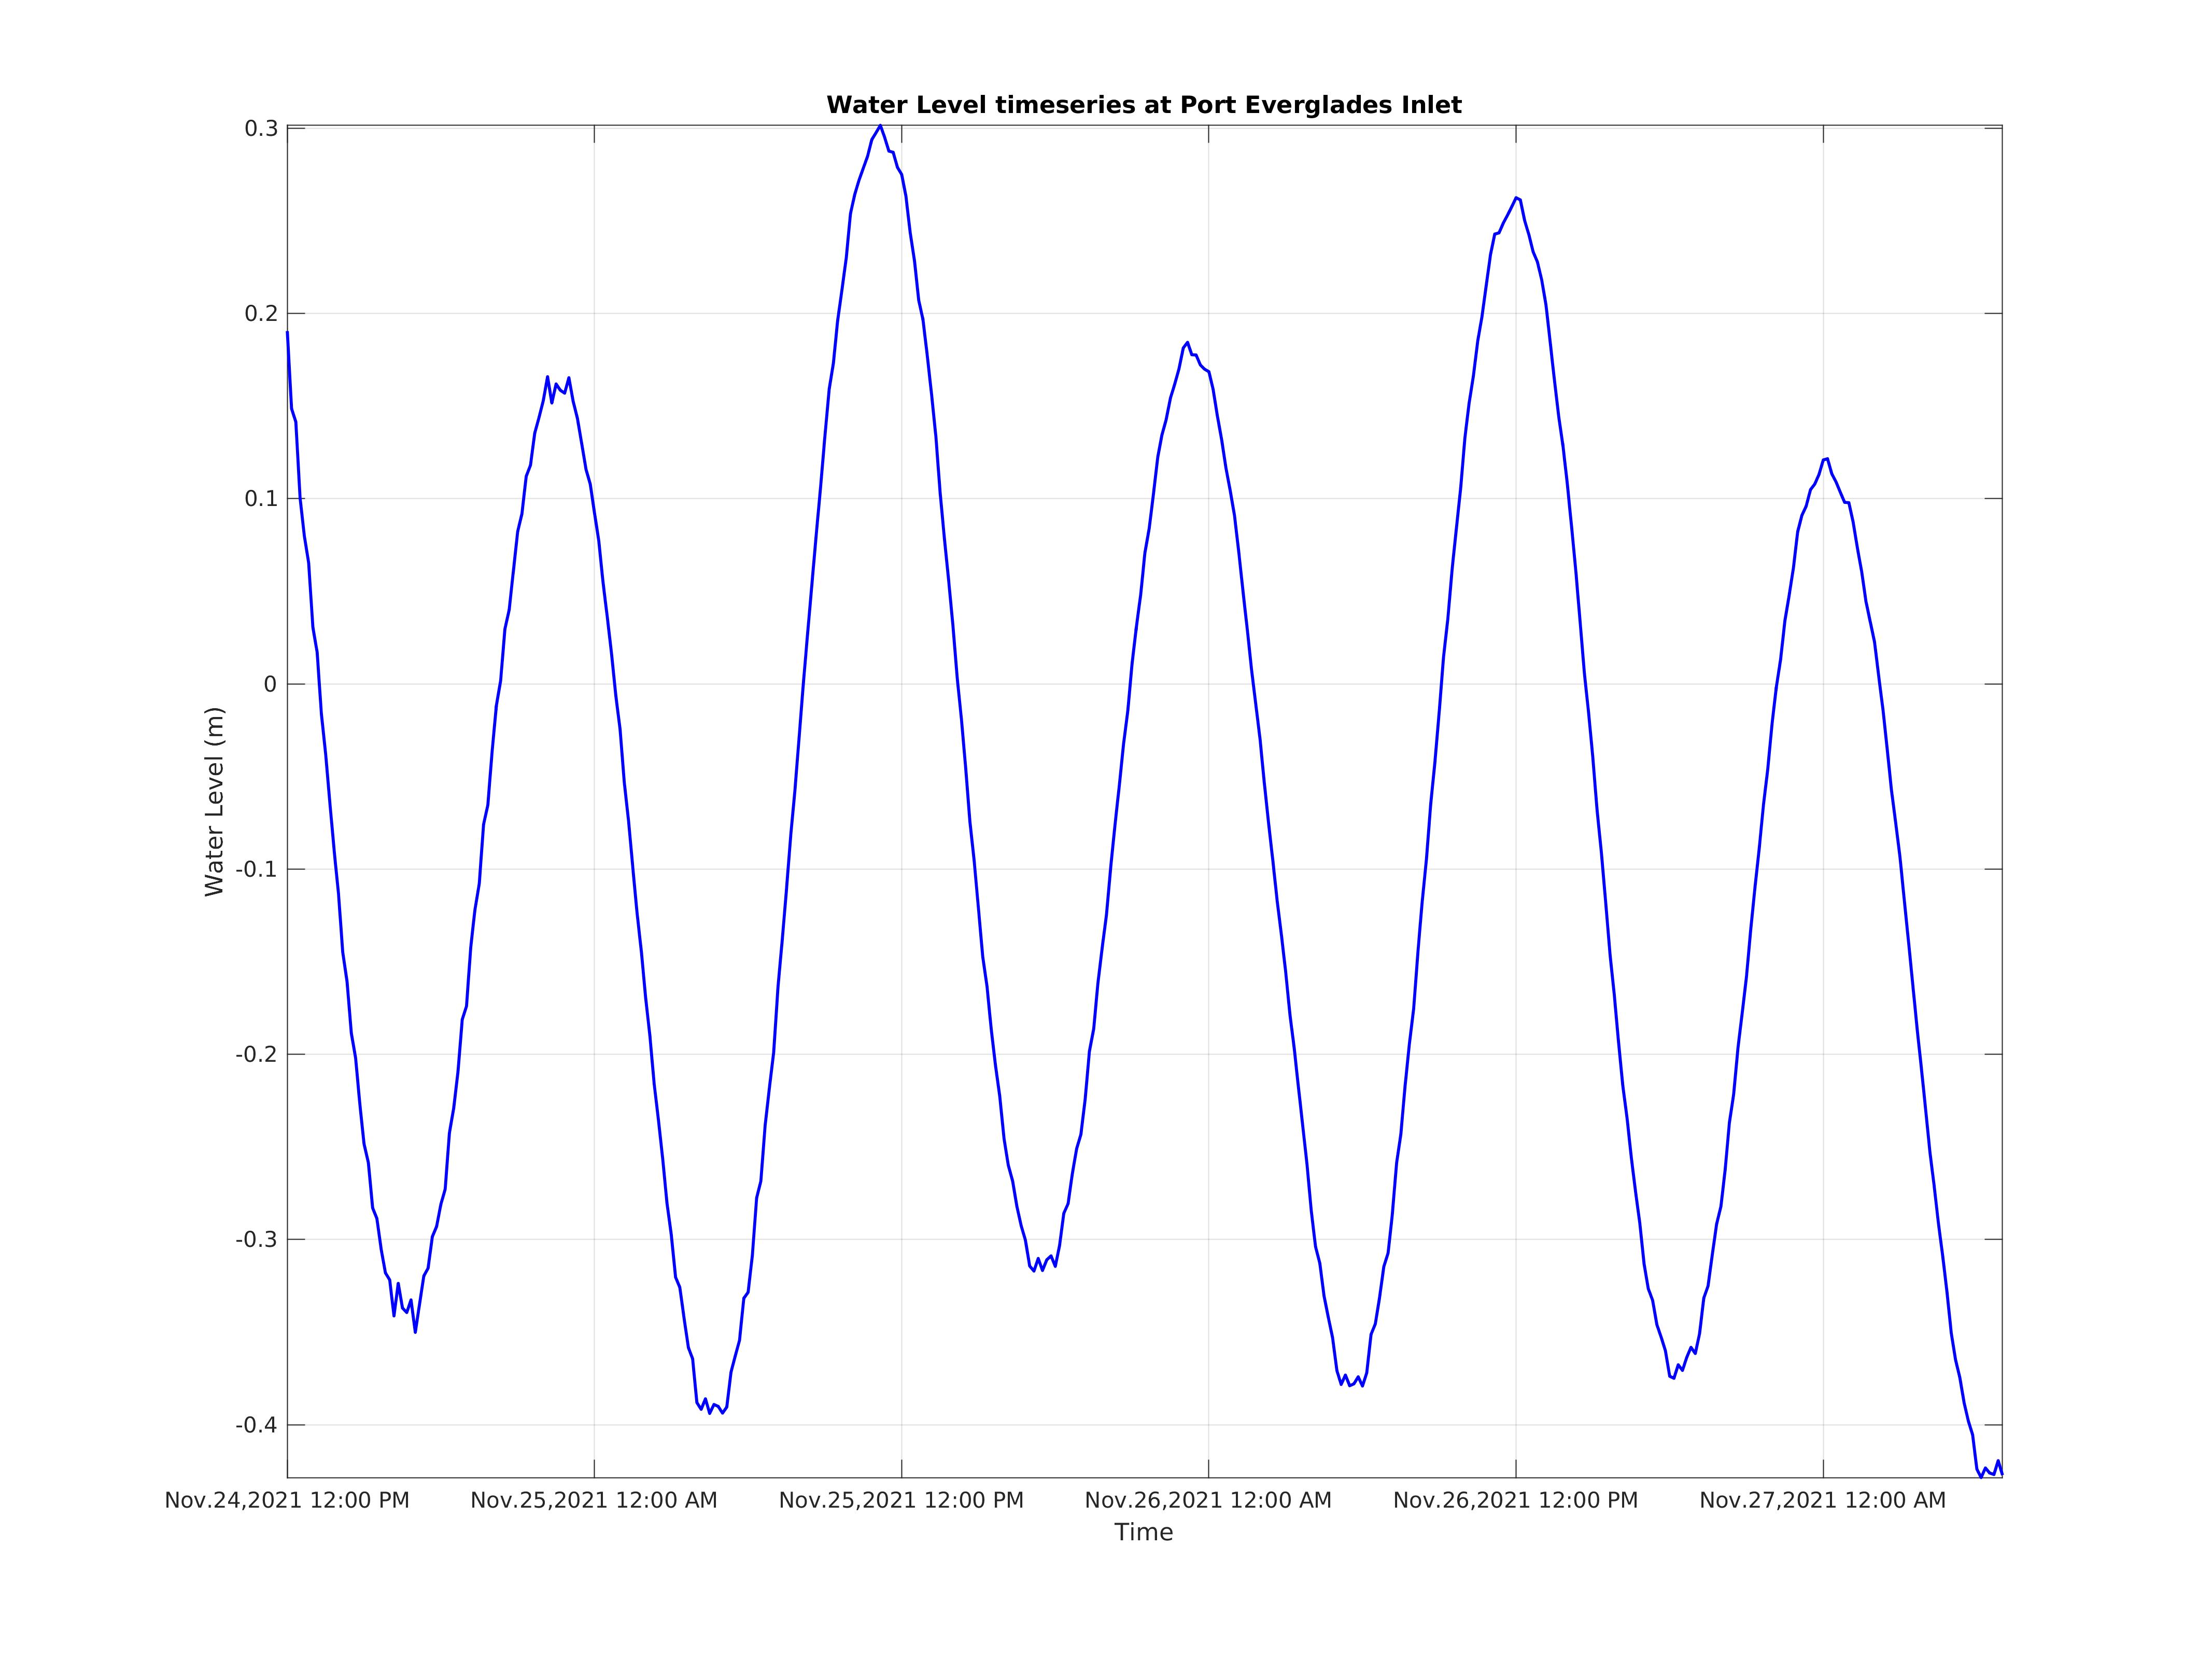 Water Level timeseries at Port Everglades Inlet
0.3
0.2
0.1
0
-0.1
-0.2
-0.3
-0.4
Water Level (m)
Nov.24,2021 12:00 PM Nov.25,2021 12:00 AM Nov.25,2021 12:00 PM Nov.26,2021 12:00 AM Nov.26,2021 12:00 PM Nov.27,2021 12:00 AM
Time